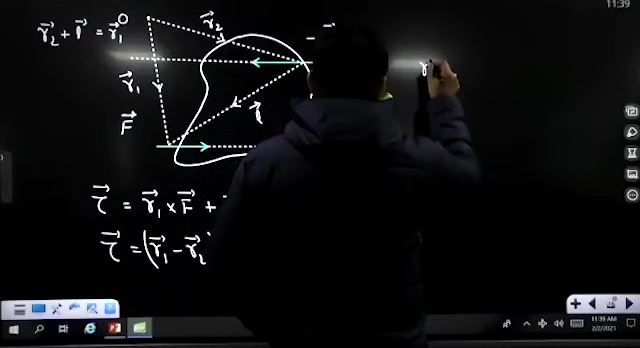 11:39
O
r⃗₂ + r⃗ = r⃗₁
r⃗₂
r⃗₁
r⃗
F⃗
τ⃗ = r⃗₁ × F⃗ +
τ⃗ = (r⃗₁ - r⃗₂
r
11:39 AM
2/2/2021